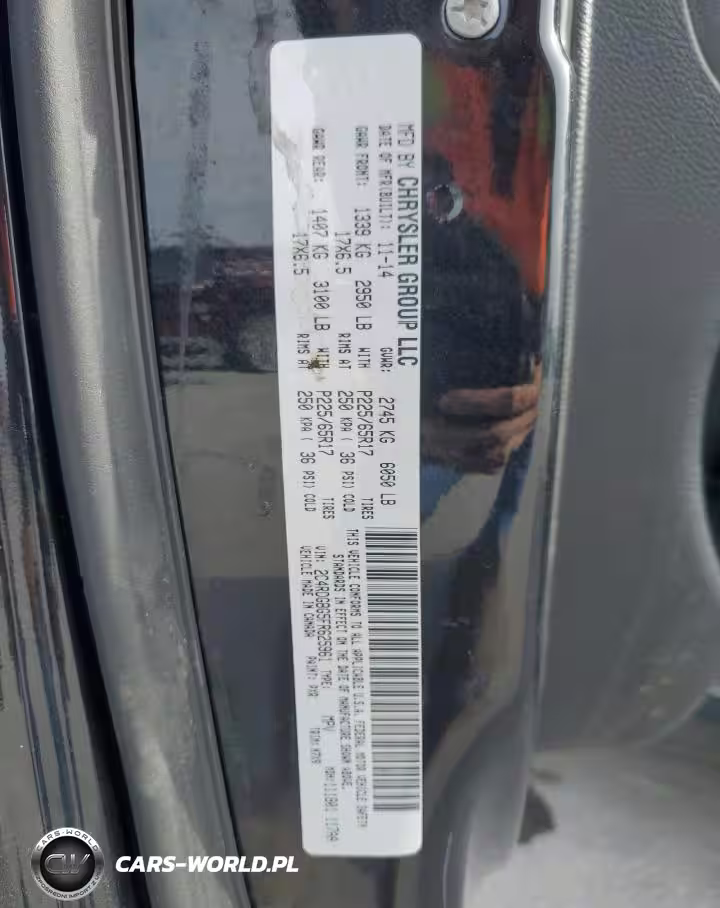 MFD BY CHRYSLER GROUP LLC
DATE OF MFR(BUILT): 11-14 GVWR: 2745 KG 6050 LB
GAWR FRONT: 1339 KG 2950 LB WITH P225/65R17 TIRES
17X6.5 RIMS AT 250 KPA ( 36 PSI) COLD
GAWR REAR: 1407 KG 3100 LB WITH P225/65R17 TIRES
17X6.5 RIMS AT 250 KPA ( 36 PSI) COLD
THIS VEHICLE CONFORMS TO ALL APPLICABLE U.S.A. FEDERAL MOTOR VEHICLE SAFETY
STANDARDS IN EFFECT ON THE DATE OF MANUFACTURE SHOWN ABOVE.
VIN: 2C4RDGBG5FR625961 TYPE: MPV
VEHICLE MADE IN CANADA PAINT: PXR
CARS-WORLD.PL